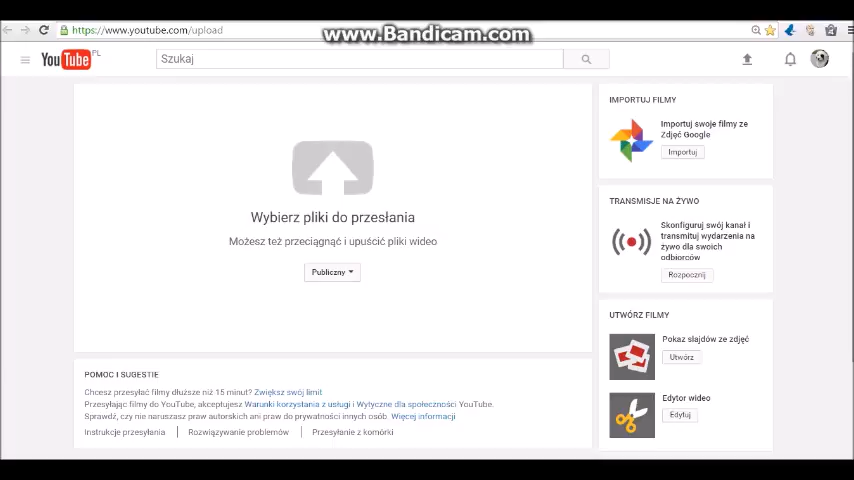 https://www.youtube.com/upload
www.Bandicam.com
YouTube PL
Szukaj
Wybierz pliki do przesłania
Możesz też przeciągnąć i upuścić pliki wideo
Publiczny
POMOC I SUGESTIE
Chcesz przesyłać filmy dłuższe niż 15 minut? Zwiększ swój limit
Przesyłając filmy do YouTube, akceptujesz Warunki korzystania z usługi i Wytyczne dla społeczności YouTube.
Sprawdź, czy nie naruszasz praw autorskich ani praw do prywatności innych osób. Więcej informacji
Instrukcje przesyłania
Rozwiązywanie problemów
Przesyłanie z komórki
IMPORTUJ FILMY
Importuj swoje filmy ze
Zdjęć Google
Importuj
TRANSMISJE NA ŻYWO
Skonfiguruj swój kanał i
transmituj wydarzenia na
żywo dla swoich
odbiorców
Rozpocznij
UTWÓRZ FILMY
Pokaz slajdów ze zdjęć
Utwórz
Edytor wideo
Edytuj